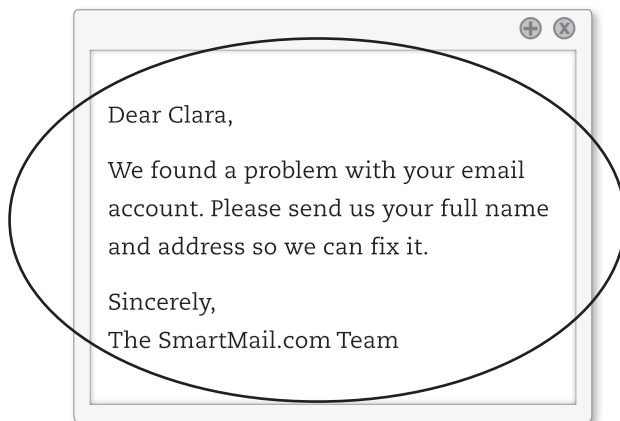 Dear Clara,
We found a problem with your email
account. Please send us your full name
and address so we can fix it.
Sincerely,
The SmartMail.com Team